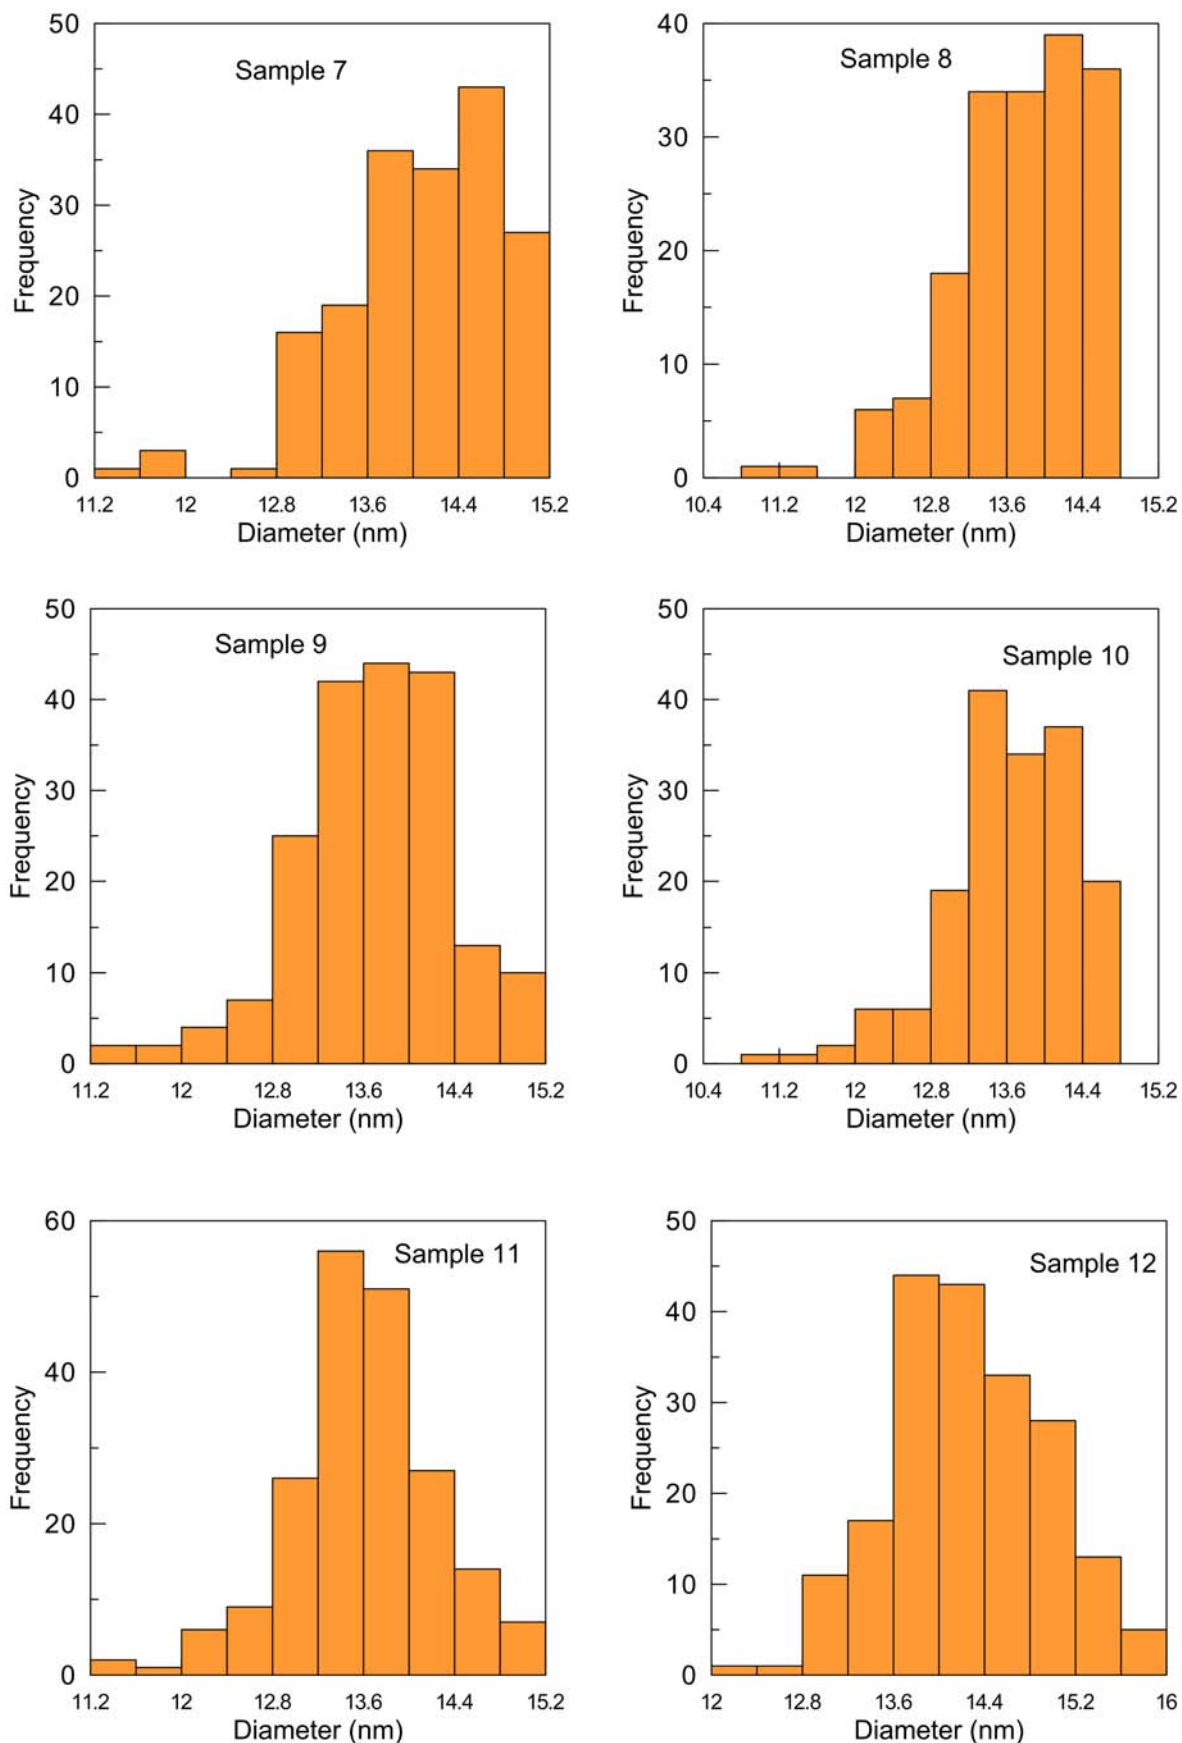 50
40
30
20
10
0
Frequency
Sample 7
11.2 12 12.8 13.6 14.4 15.2
Diameter (nm)
40
30
20
10
0
Frequency
Sample 8
10.4 11.2 12 12.8 13.6 14.4 15.2
Diameter (nm)
50
40
30
20
10
0
Frequency
Sample 9
11.2 12 12.8 13.6 14.4 15.2
Diameter (nm)
50
40
30
20
10
0
Frequency
Sample 10
10.4 11.2 12 12.8 13.6 14.4 15.2
Diameter (nm)
60
40
20
0
Frequency
Sample 11
11.2 12 12.8 13.6 14.4 15.2
Diameter (nm)
50
40
30
20
10
0
Frequency
Sample 12
12 12.8 13.6 14.4 15.2 16
Diameter (nm)